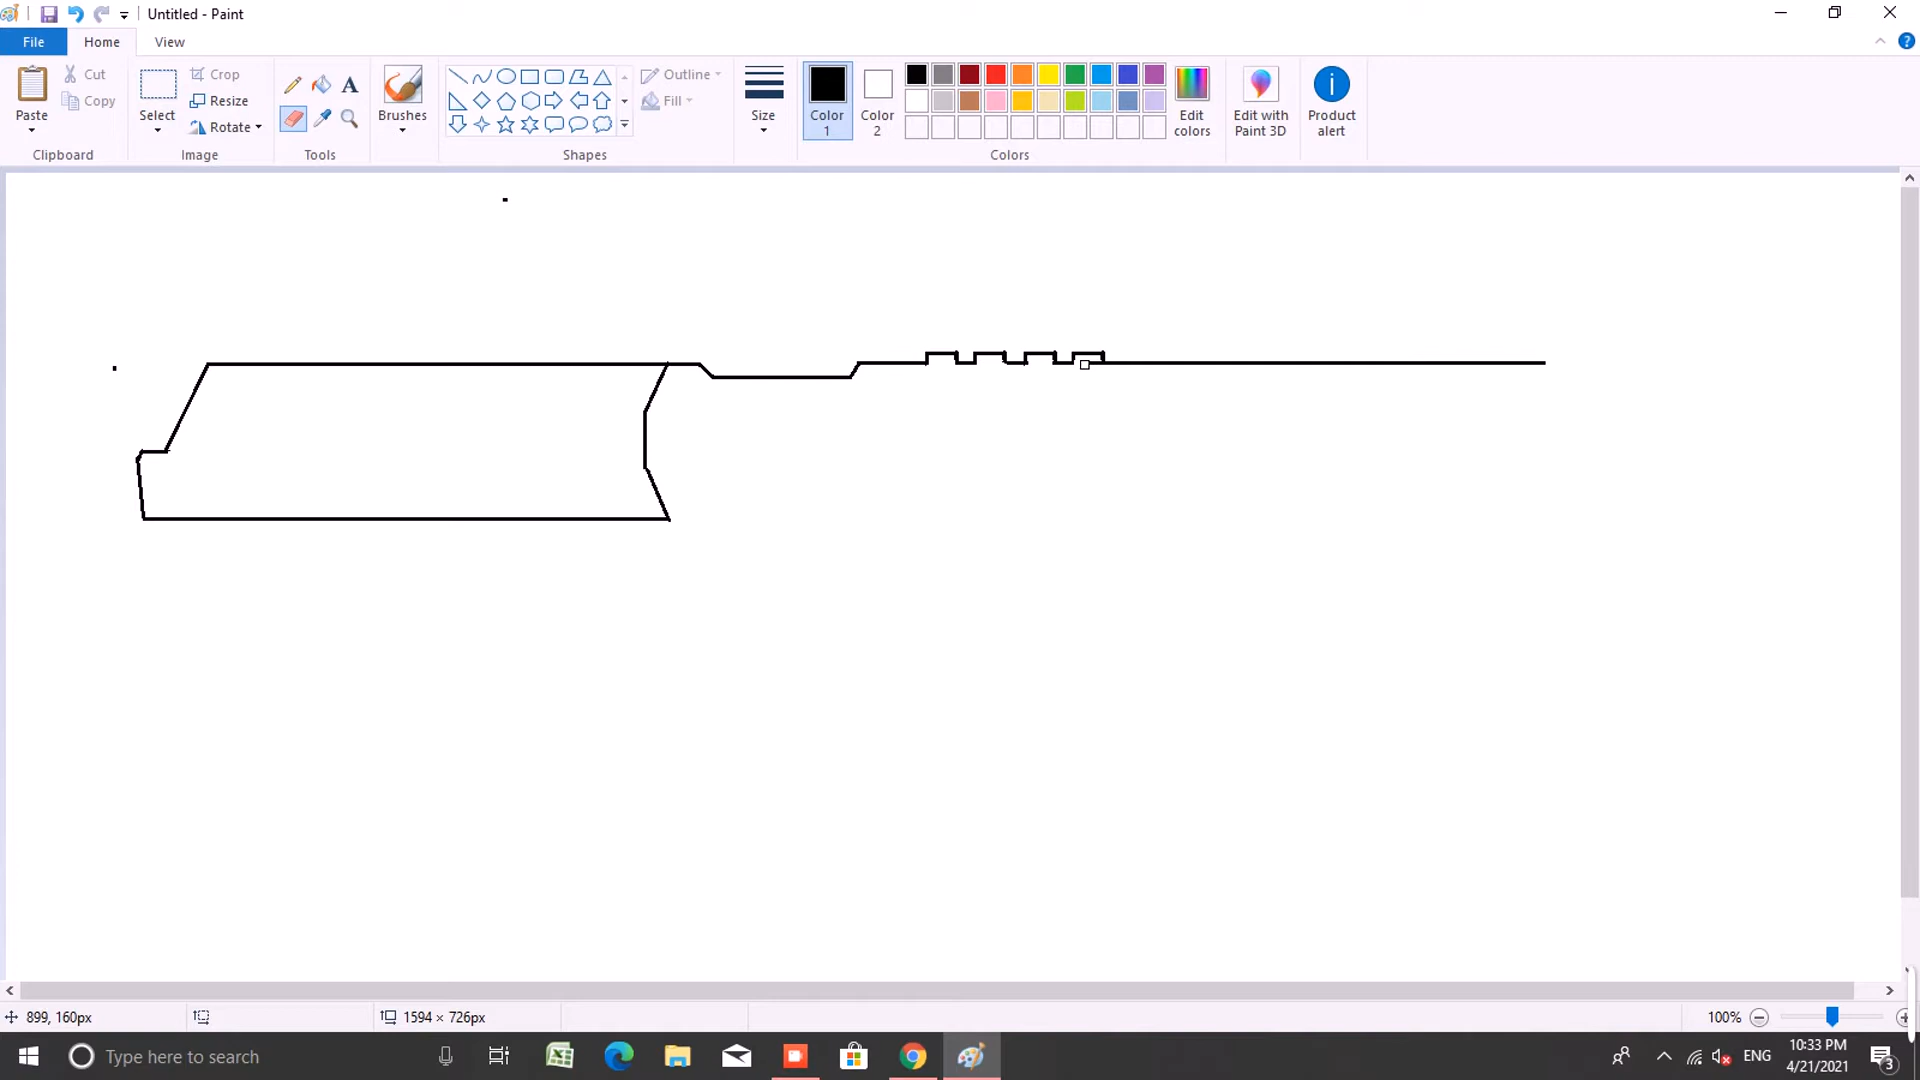 Untitled - Paint
File Home View
Paste
Cut
Copy
Clipboard
Select
Crop
Resize
Rotate
Image
Tools
Brushes
Shapes
Outline
Fill
Size
Color 1
Color 2
Colors
Edit colors
Edit with Paint 3D
Product alert
899, 160px
1594 × 726px
100%
Type here to search
ENG
10:33 PM
4/21/2021
3